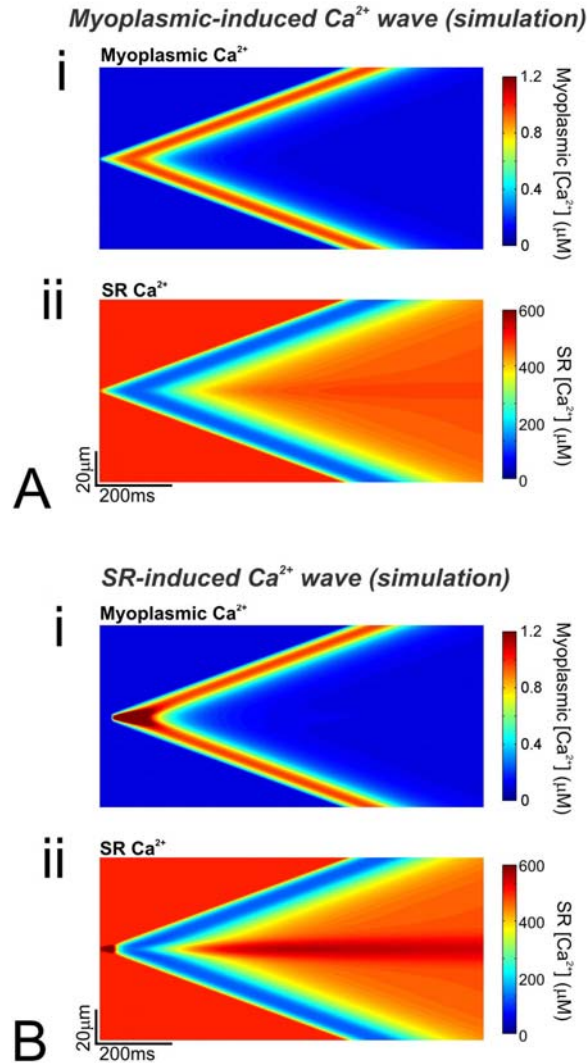 Myoplasmic-induced Ca²⁺ wave (simulation)
i
Myoplasmic Ca²⁺
1.2
0.8
0.4
0
Myoplasmic [Ca²⁺] (μM)
ii
SR Ca²⁺
600
400
200
0
SR [Ca²⁺] (μM)
20μm
200ms
A
SR-induced Ca²⁺ wave (simulation)
i
Myoplasmic Ca²⁺
1.2
0.8
0.4
0
Myoplasmic [Ca²⁺] (μM)
ii
SR Ca²⁺
600
400
200
0
SR [Ca²⁺] (μM)
20μm
200ms
B